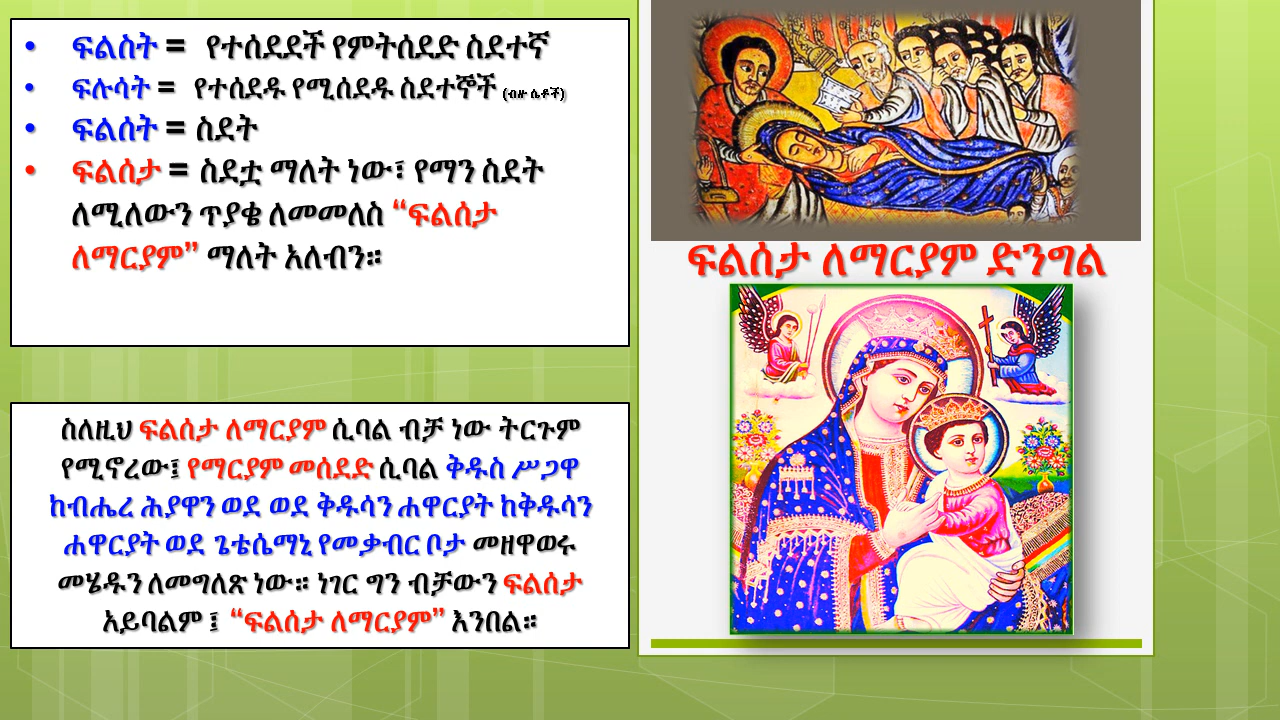 • ፍልስት = የተሰደደች የምትሰደድ ስደተኛ
• ፍሉሳት = የተሰደዱ የሚሰደዱ ስደተኞች (ብዙ ሴቶች)
• ፍልሰት = ስደት
• ፍልሰታ = ስደቷ ማለት ነው፣ የማን ስደት
ለሚለውን ጥያቄ ለመመለስ “ፍልሰታ
ለማርያም” ማለት አለብን።
ስለዚህ ፍልሰታ ለማርያም ሲባል ብቻ ነው ትርጉም
የሚኖረው፤ የማርያም መሰደድ ሲባል ቅዱስ ሥጋዋ
ከብሔረ ሕያዋን ወደ ወደ ቅዱሳን ሐዋርያት ከቅዱሳን
ሐዋርያት ወደ ጌቴሴማኒ የመቃብር ቦታ መዘዋወሩ
መሄዱን ለመግለጽ ነው። ነገር ግን ብቻውን ፍልሰታ
አይባልም ፤ “ፍልሰታ ለማርያም” እንበል።
ፍልሰታ ለማርያም ድንግል